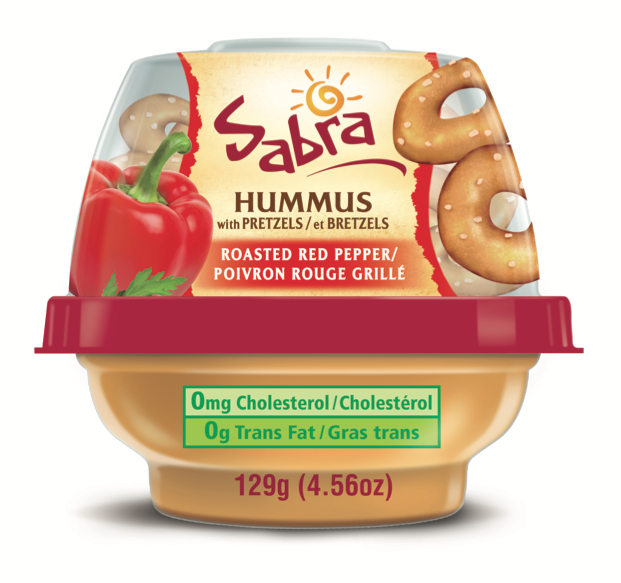 Sabra
HUMMUS
with PRETZELS / et BRETZELS
ROASTED RED PEPPER/
POIVRON ROUGE GRILLÉ
0mg Cholesterol / Cholestérol
0g Trans Fat / Gras trans
129g (4.56oz)